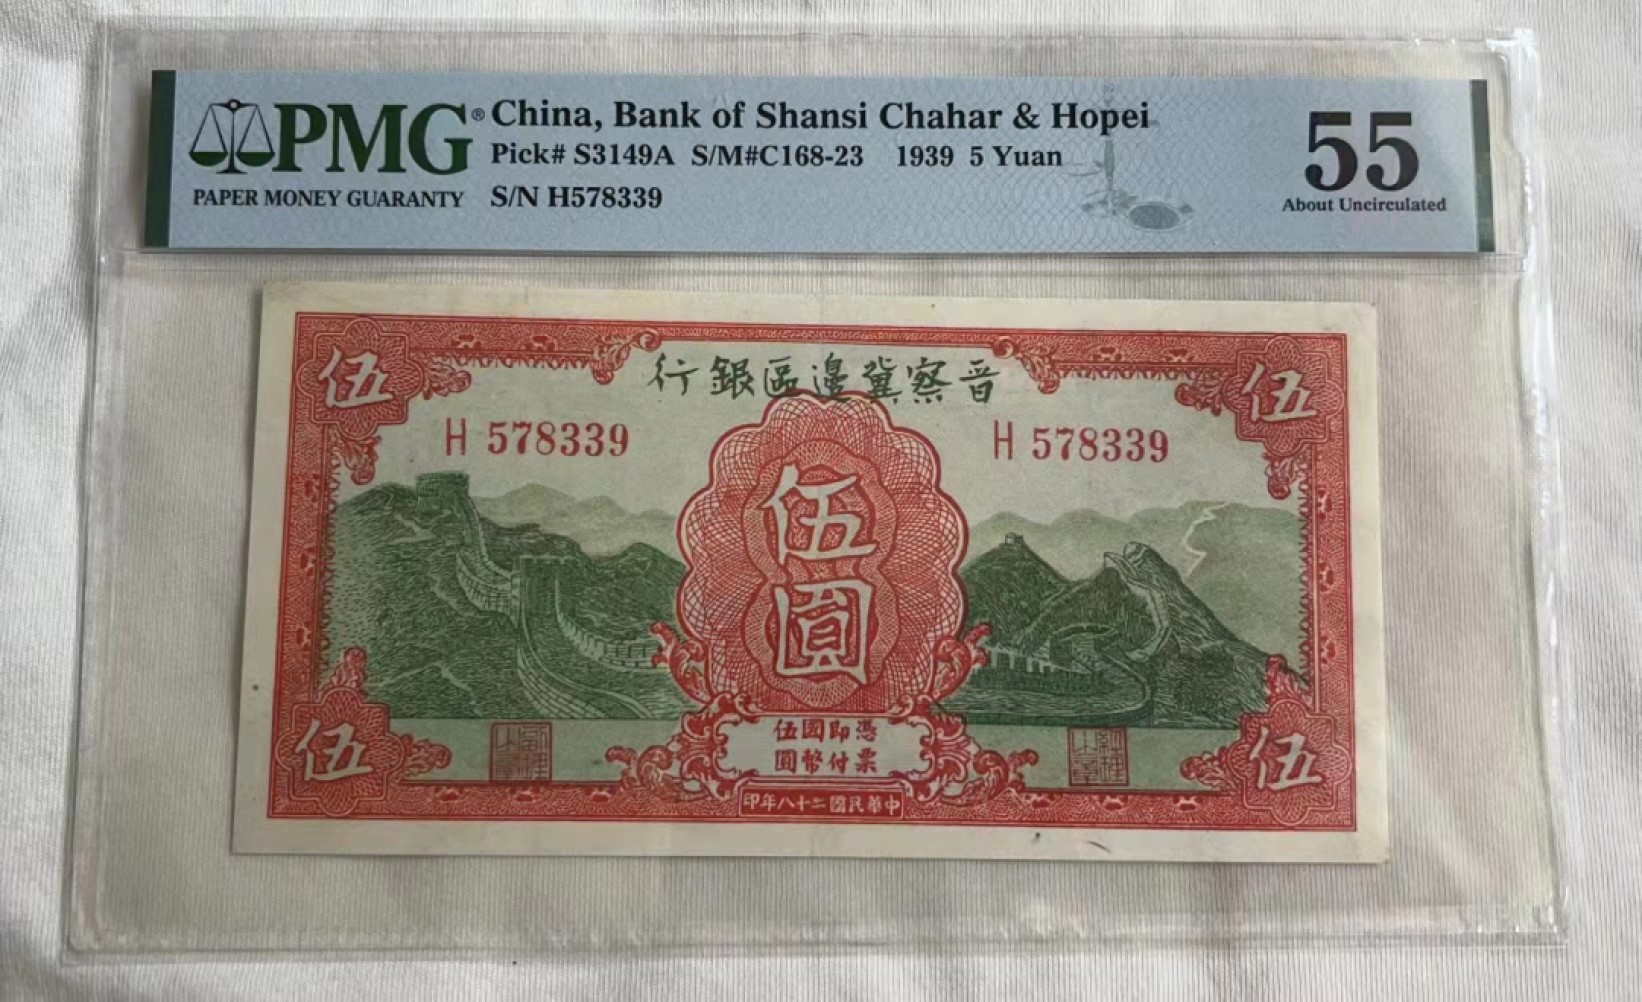 PMG® China, Bank of Shansi Chahar & Hopei
Pick# S3149A S/M#C168-23 1939 5 Yuan
PAPER MONEY GUARANTY S/N H578339
55
About Uncirculated
晉察冀邊區銀行
伍
伍
H 578339
H 578339
伍圓
憑票即付國幣伍圓
伍
伍
中華民國二十八年印